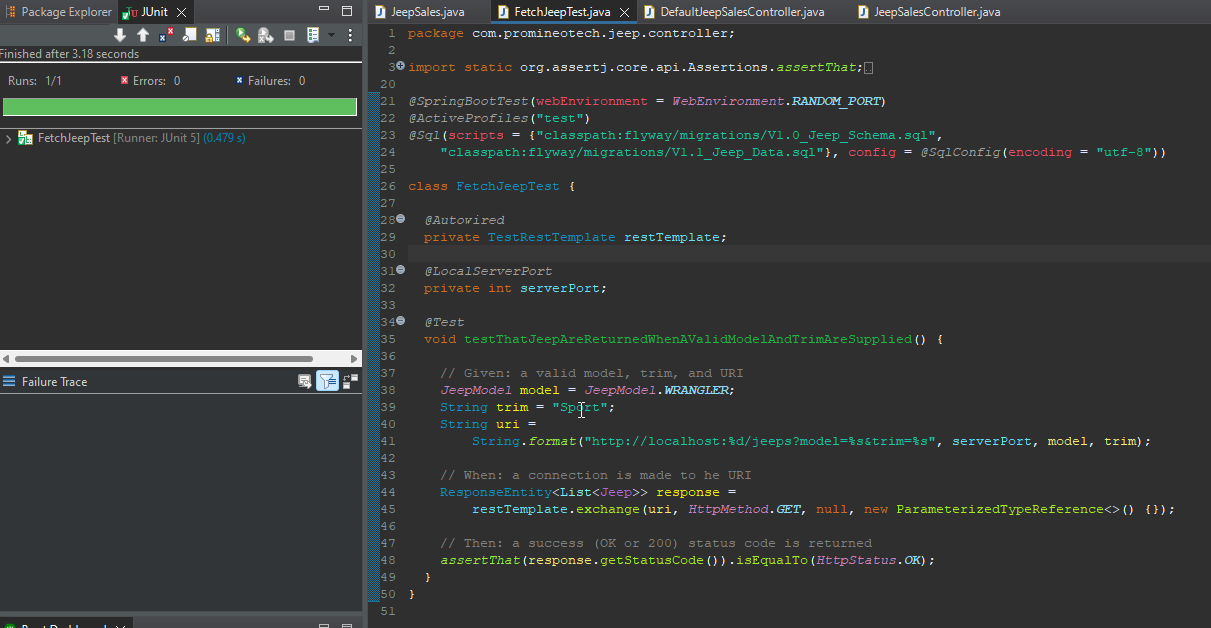 Package Explorer
JUnit
Finished after 3.18 seconds
Runs: 1/1
Errors: 0
Failures: 0
FetchJeepTest [Runner: JUnit 5] (0.479 s)
Failure Trace
JeepSales.java
FetchJeepTest.java
DefaultJeepSalesController.java
JeepSalesController.java
1 package com.promineotech.jeep.controller;
2
3 import static org.assertj.core.api.Assertions.assertThat;
20
21 @SpringBootTest(webEnvironment = WebEnvironment.RANDOM_PORT)
22 @ActiveProfiles("test")
23 @Sql(scripts = {"classpath:flyway/migrations/V1.0_Jeep_Schema.sql",
24 "classpath:flyway/migrations/V1.1_Jeep_Data.sql"}, config = @SqlConfig(encoding = "utf-8"))
25
26 class FetchJeepTest {
27
28 @Autowired
29 private TestRestTemplate restTemplate;
30
31 @LocalServerPort
32 private int serverPort;
33
34 @Test
35 void testThatJeepAreReturnedWhenAValidModelAndTrimAreSupplied() {
36
37 // Given: a valid model, trim, and URI
38 JeepModel model = JeepModel.WRANGLER;
39 String trim = "Sport";
40 String uri =
41 String.format("http://localhost:%d/jeeps?model=%s&trim=%s", serverPort, model, trim);
42
43 // When: a connection is made to he URI
44 ResponseEntity<List<Jeep>> response =
45 restTemplate.exchange(uri, HttpMethod.GET, null, new ParameterizedTypeReference<>() {});
46
47 // Then: a success (OK or 200) status code is returned
48 assertThat(response.getStatusCode()).isEqualTo(HttpStatus.OK);
49 }
50 }
51